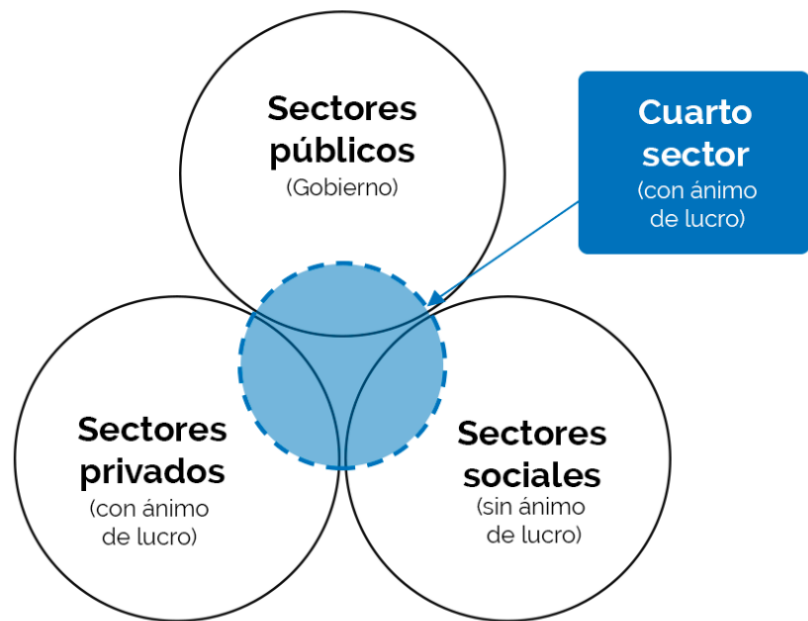 Sectores
públicos
(Gobierno)
Cuarto
sector
(con ánimo
de lucro)
Sectores
privados
(con ánimo
de lucro)
Sectores
sociales
(sin ánimo
de lucro)